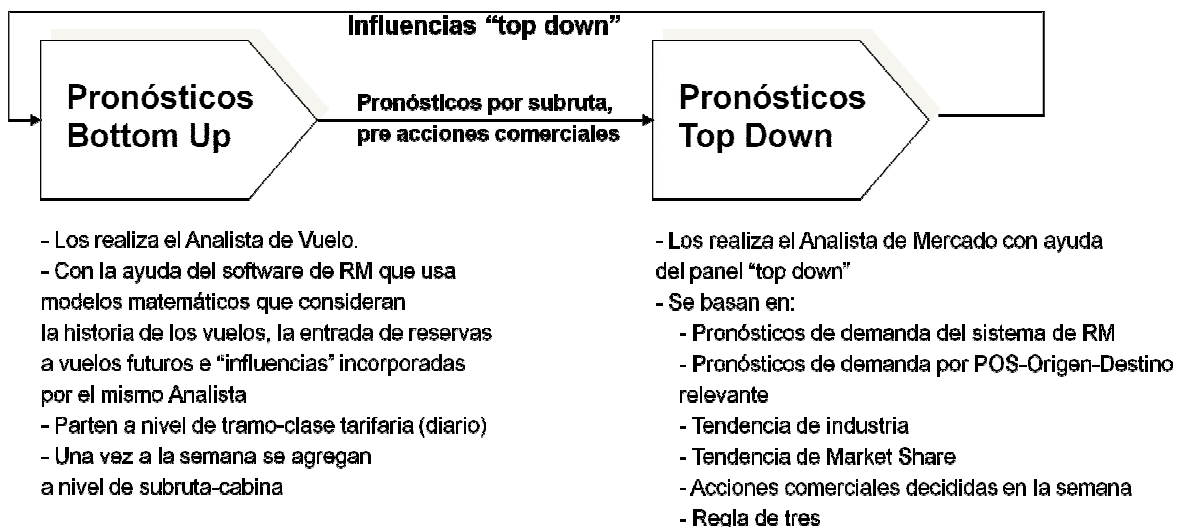 Influencias “top down”
Pronósticos
Bottom Up
Pronósticos por subruta,
pre acciones comerciales
Pronósticos
Top Down
- Los realiza el Analista de Vuelo.
- Con la ayuda del software de RM que usa
modelos matemáticos que consideran
la historia de los vuelos, la entrada de reservas
a vuelos futuros e “influencias” incorporadas
por el mismo Analista
- Parten a nivel de tramo-clase tarifaria (diario)
- Una vez a la semana se agregan
a nivel de subruta-cabina
- Los realiza el Analista de Mercado con ayuda
del panel “top down”
- Se basan en:
- Pronósticos de demanda del sistema de RM
- Pronósticos de demanda por POS-Origen-Destino
relevante
- Tendencia de industria
- Tendencia de Market Share
- Acciones comerciales decididas en la semana
- Regla de tres